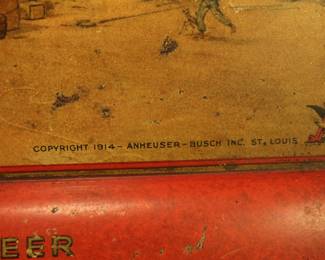 COPYRIGHT 1914 - ANHEUSER - BUSCH INC. ST. LOUIS
EER